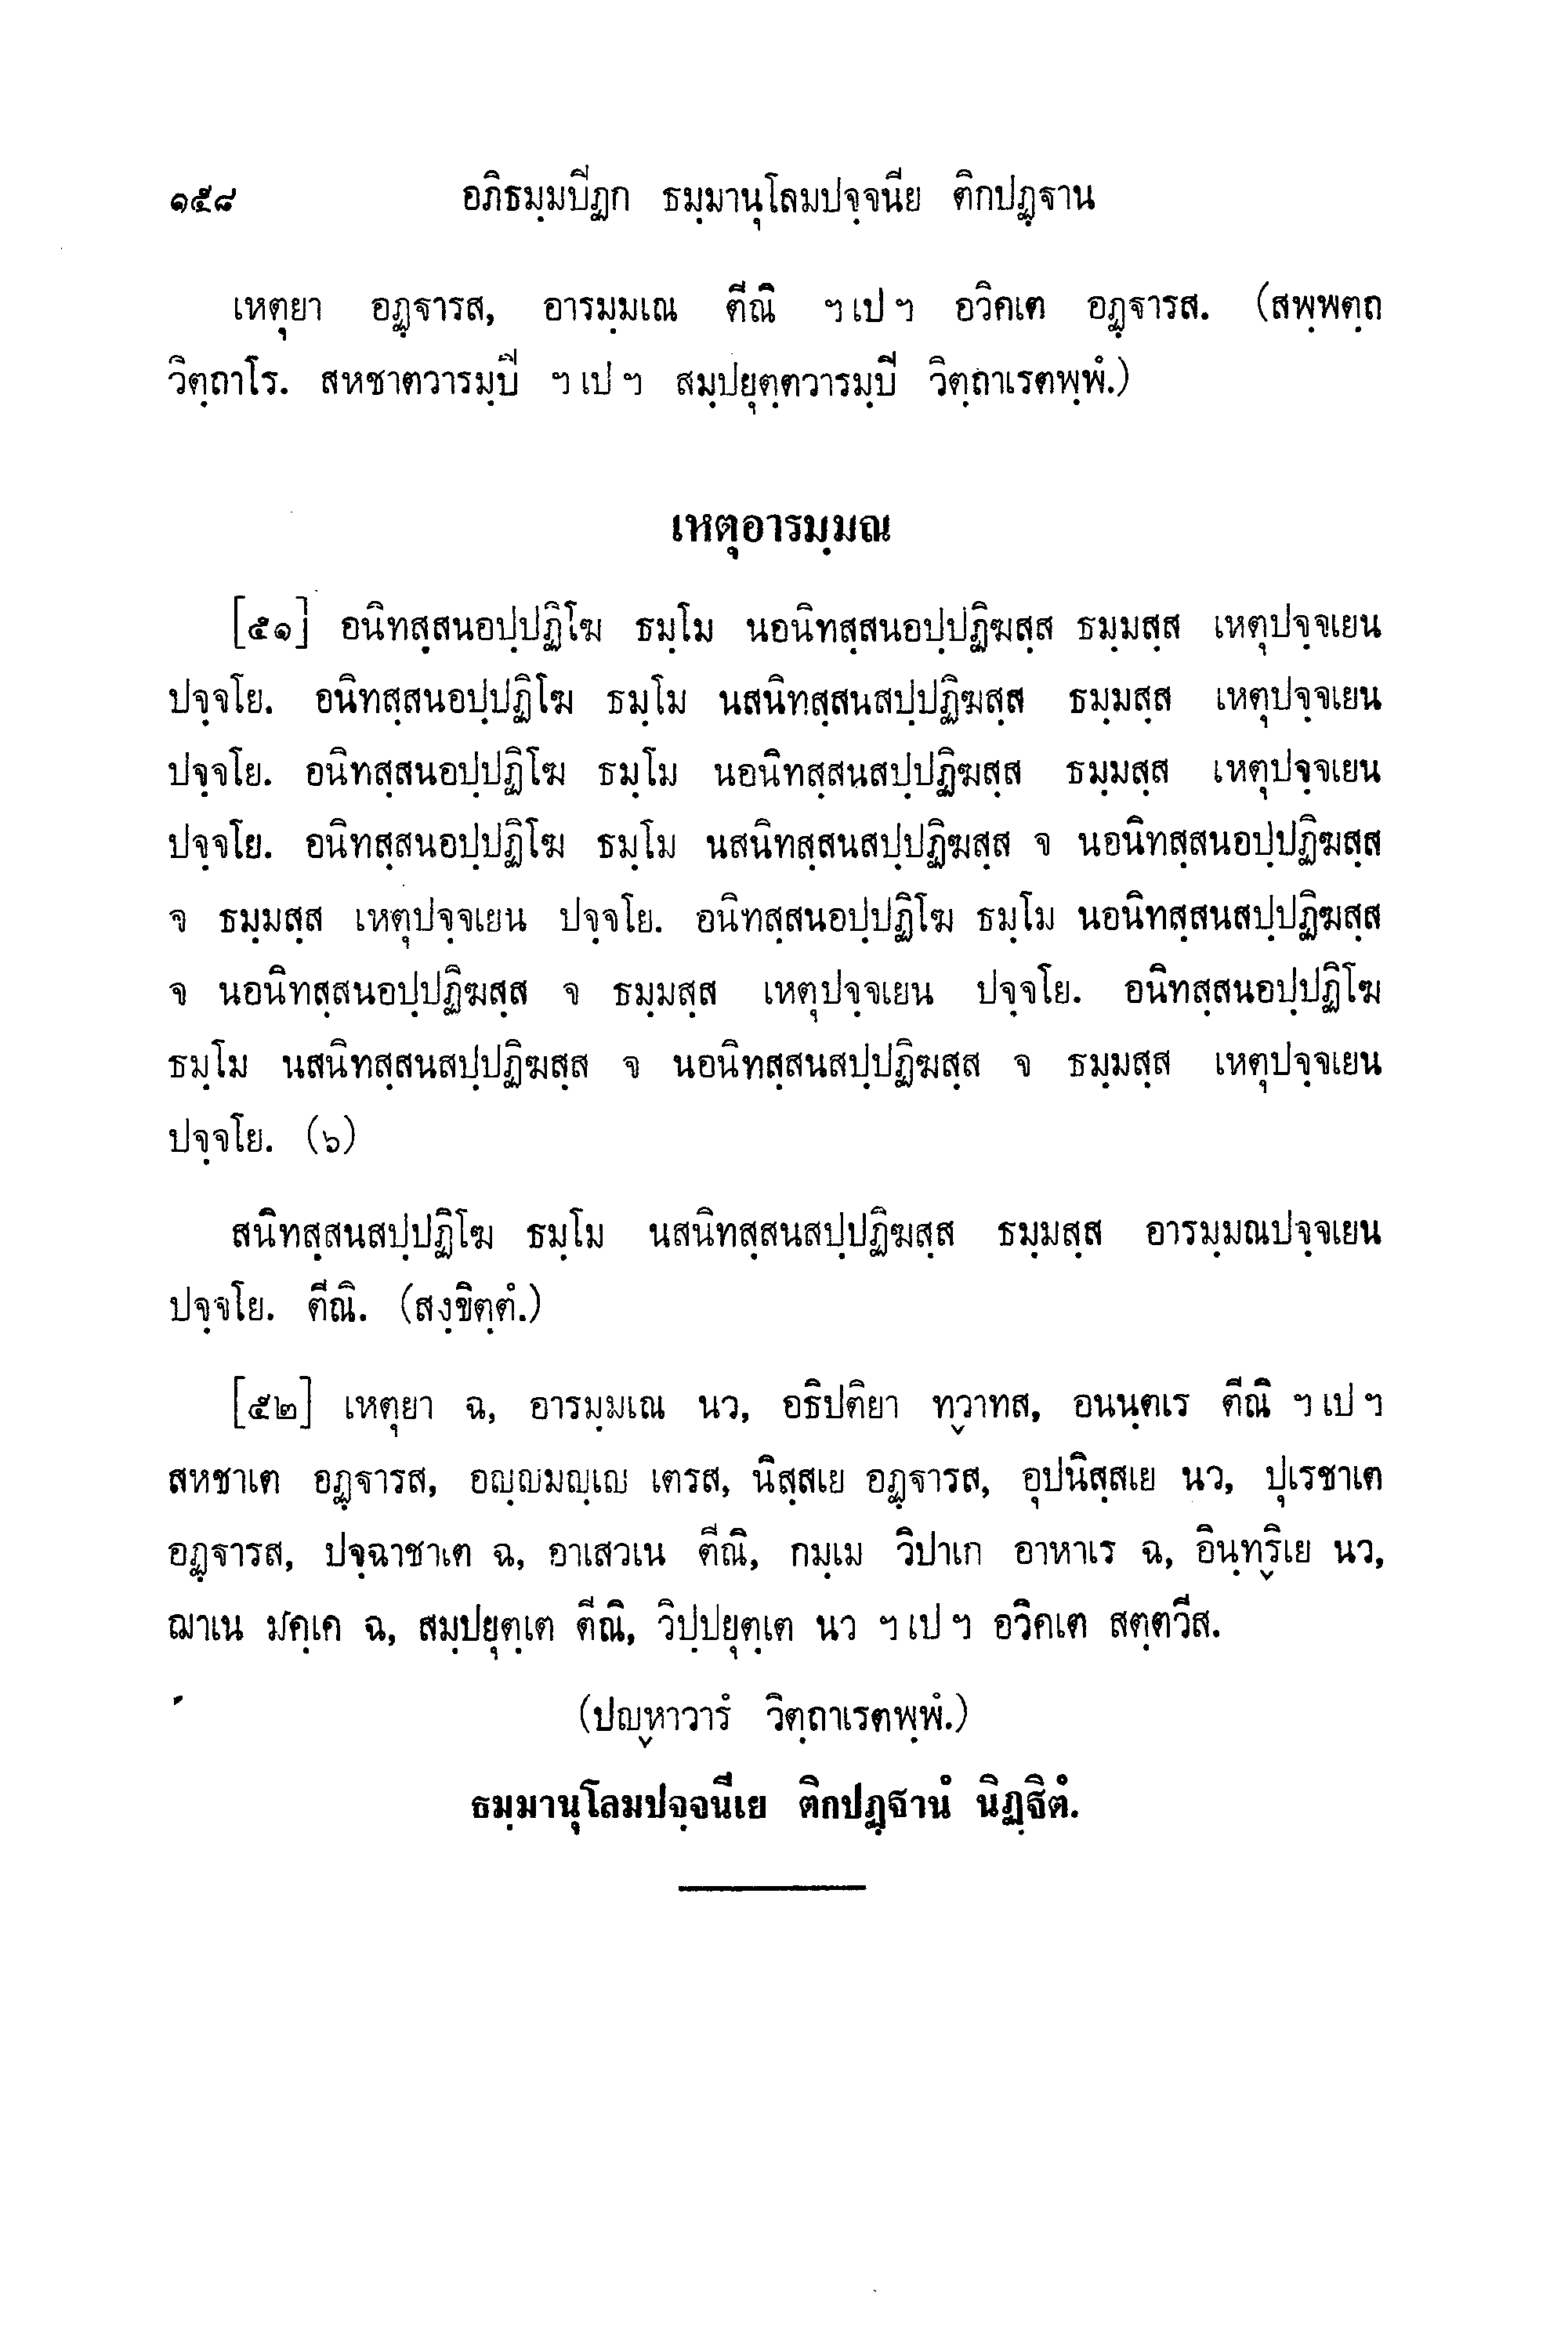 ๑๕๘ อภิธมฺมปิฏก ธมฺมานุโลมปจฺจนีย ติกปฏฺฐาน
เหตุยา อฏฺฐารส, อารมฺมเณ ตีณิ ฯ เป ฯ อวิคเต อฏฺฐารส. (สพฺพตฺถ
วิตฺถาโร. สหชาตวารมฺปิ ฯ เป ฯ สมฺปยุตฺตวารมฺปิ วิตฺถาเรตพฺพํ.)
เหตุอารมฺมณ
[๕๑] อนิทสฺสนอปฺปฏิโฆ ธมฺโม นอนิทสฺสนอปฺปฏิฆสฺส ธมฺมสฺส เหตุปจฺจเยน
ปจฺจโย. อนิทสฺสนอปฺปฏิโฆ ธมฺโม นสนิทสฺสนสปฺปฏิฆสฺส ธมฺมสฺส เหตุปจฺจเยน
ปจฺจโย. อนิทสฺสนอปฺปฏิโฆ ธมฺโม นอนิทสฺสนสปฺปฏิฆสฺส ธมฺมสฺส เหตุปจฺจเยน
ปจฺจโย. อนิทสฺสนอปฺปฏิโฆ ธมฺโม นสนิทสฺสนสปฺปฏิฆสฺส จ นอนิทสฺสนอปฺปฏิฆสฺส
จ ธมฺมสฺส เหตุปจฺจเยน ปจฺจโย. อนิทสฺสนอปฺปฏิโฆ ธมฺโม นอนิทสฺสนสปฺปฏิฆสฺส
จ นอนิทสฺสนอปฺปฏิฆสฺส จ ธมฺมสฺส เหตุปจฺจเยน ปจฺจโย. อนิทสฺสนอปฺปฏิโฆ
ธมฺโม นสนิทสฺสนสปฺปฏิฆสฺส จ นอนิทสฺสนสปฺปฏิฆสฺส จ ธมฺมสฺส เหตุปจฺจเยน
ปจฺจโย. (๖)
สนิทสฺสนสปฺปฏิโฆ ธมฺโม นสนิทสฺสนสปฺปฏิฆสฺส ธมฺมสฺส อารมฺมณปจฺจเยน
ปจฺจโย. ตีณิ. (สงฺขิตฺตํ.)
[๕๒] เหตุยา ฉ, อารมฺมเณ นว, อธิปติยา ทฺวาทส, อนนฺตเร ตีณิ ฯ เป ฯ
สหชาเต อฏฺฐารส, อญฺญมญฺเญ เตรส, นิสฺสเย อฏฺฐารส, อุปนิสฺสเย นว, ปุเรชาเต
อฏฺฐารส, ปจฺฉาชาเต ฉ, อาเสวเน ตีณิ, กมฺเม วิปาเก อาหาเร ฉ, อินฺทฺริเย นว,
ฌาเน มคฺเค ฉ, สมฺปยุตฺเต ตีณิ, วิปฺปยุตฺเต นว ฯ เป ฯ อวิคเต สตฺตวีส.
(ปญฺหาวารํ วิตฺถาเรตพฺพํ.)
ธมฺมานุโลมปจฺจนีเย ติกปฏฺฐานํ นิฏฺฐิตํ.